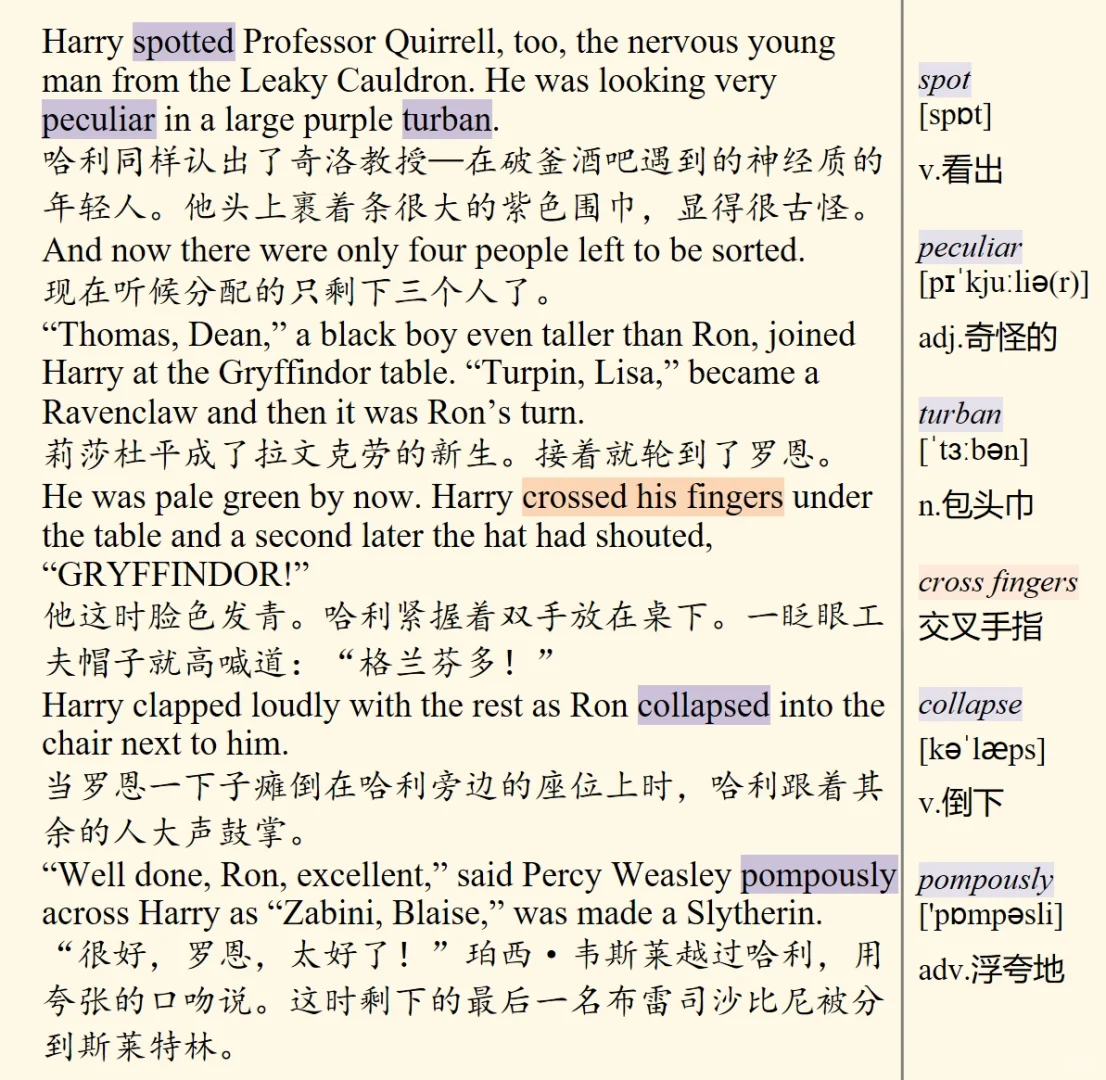 Harry spotted Professor Quirrell, too, the nervous young
man from the Leaky Cauldron. He was looking very
peculiar in a large purple turban.
哈利同样认出了奇洛教授—在破釜酒吧遇到的神经质的
年轻人。他头上裹着条很大的紫色围巾，显得很古怪。
And now there were only four people left to be sorted.
现在听候分配的只剩下三个人了。
“Thomas, Dean,” a black boy even taller than Ron, joined
Harry at the Gryffindor table. “Turpin, Lisa,” became a
Ravenclaw and then it was Ron’s turn.
莉莎杜平成了拉文克劳的新生。接着就轮到了罗恩。
He was pale green by now. Harry crossed his fingers under
the table and a second later the hat had shouted,
“GRYFFINDOR!”
他这时脸色发青。哈利紧握着双手放在桌下。一眨眼工
夫帽子就高喊道：“格兰芬多！”
Harry clapped loudly with the rest as Ron collapsed into the
chair next to him.
当罗恩一下子瘫倒在哈利旁边的座位上时，哈利跟着其
余的人大声鼓掌。
“Well done, Ron, excellent,” said Percy Weasley pompously
across Harry as “Zabini, Blaise,” was made a Slytherin.
“很好，罗恩，太好了！”珀西·韦斯莱越过哈利，用
夸张的口吻说。这时剩下的最后一名布雷司沙比尼被分
到斯莱特林。
spot
[spɒt]
v.看出
peculiar
[pɪˈkjuːliə(r)]
adj.奇怪的
turban
[ˈtɜːbən]
n.包头巾
cross fingers
交叉手指
collapse
[kəˈlæps]
v.倒下
pompously
['pɒmpəsli]
adv.浮夸地